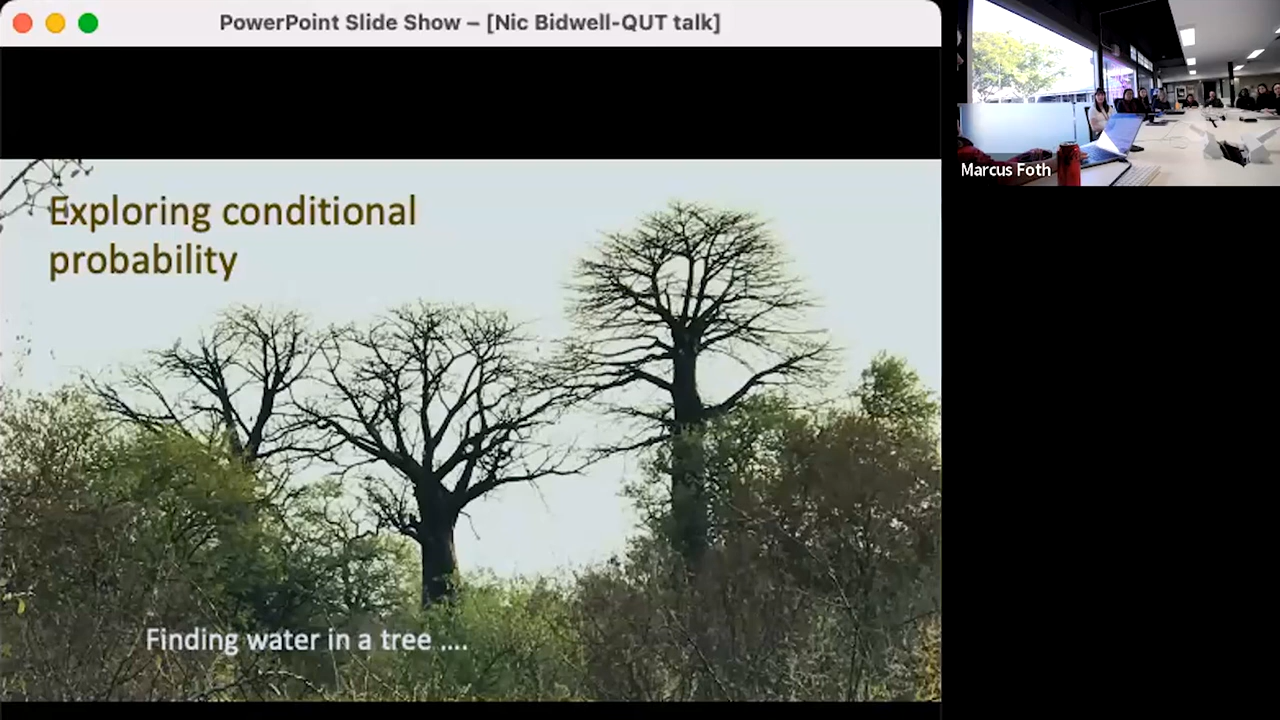 PowerPoint Slide Show – [Nic Bidwell-QUT talk]
Exploring conditional
probability
Finding water in a tree ....
Marcus Foth